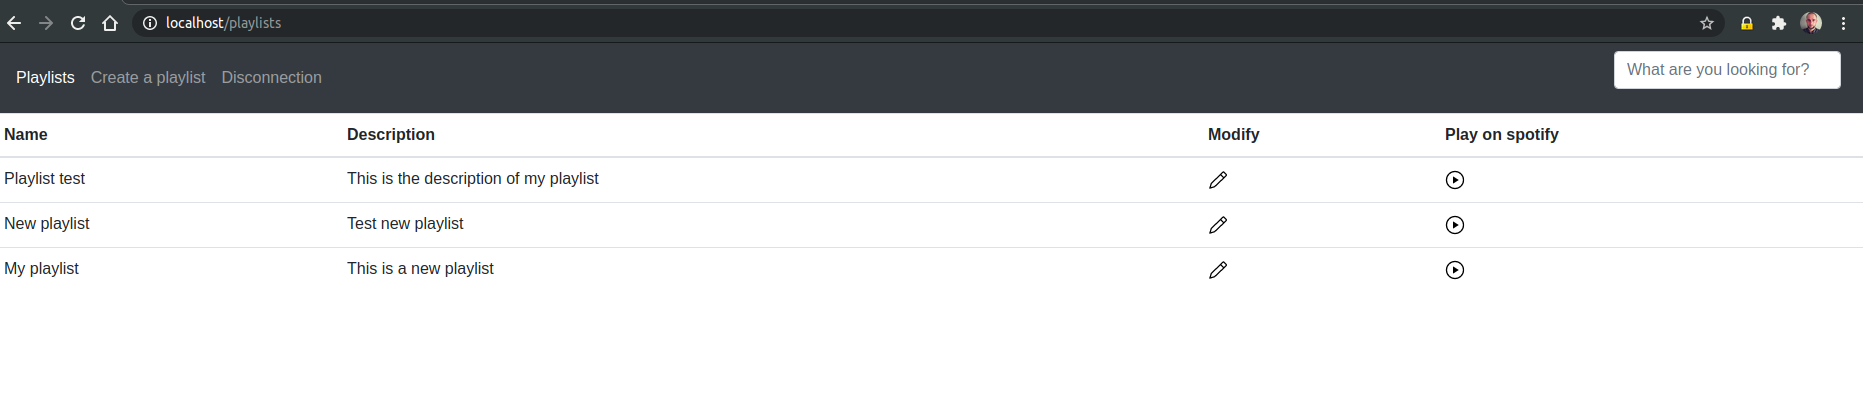 localhost/playlists
Playlists Create a playlist Disconnection What are you looking for?
Name Description Modify Play on spotify
Playlist test This is the description of my playlist
New playlist Test new playlist
My playlist This is a new playlist